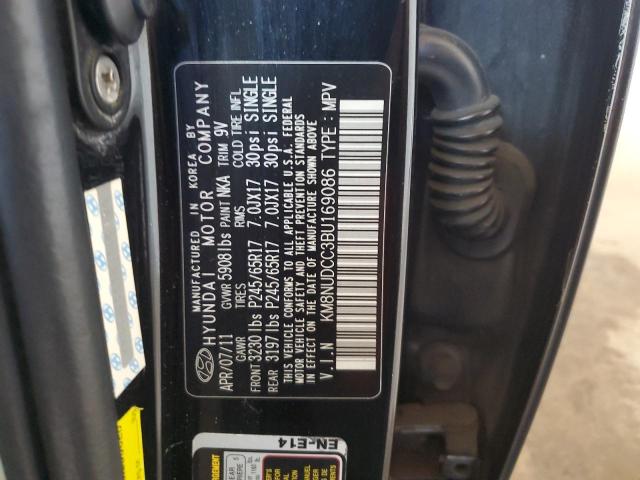 MANUFACTURED IN KOREA BY
HYUNDAI MOTOR COMPANY
APR/07/11 GVWR 5908 lbs PAINT NKA TRIM 9V
GAWR TIRES RIMS COLD TIRE INFL
FRONT 3230 lbs P245/65R17 7.0JX17 30psi SINGLE
REAR 3197 lbs P245/65R17 7.0JX17 30psi SINGLE
THIS VEHICLE CONFORMS TO ALL APPLICABLE U.S.A. FEDERAL
MOTOR VEHICLE SAFETY AND THEFT PREVENTION STANDARDS
IN EFFECT ON THE DATE OF MANUFACTURE SHOWN ABOVE
V.I.N KM8NUDCC3BU169086 TYPE : MPV
EN-E14